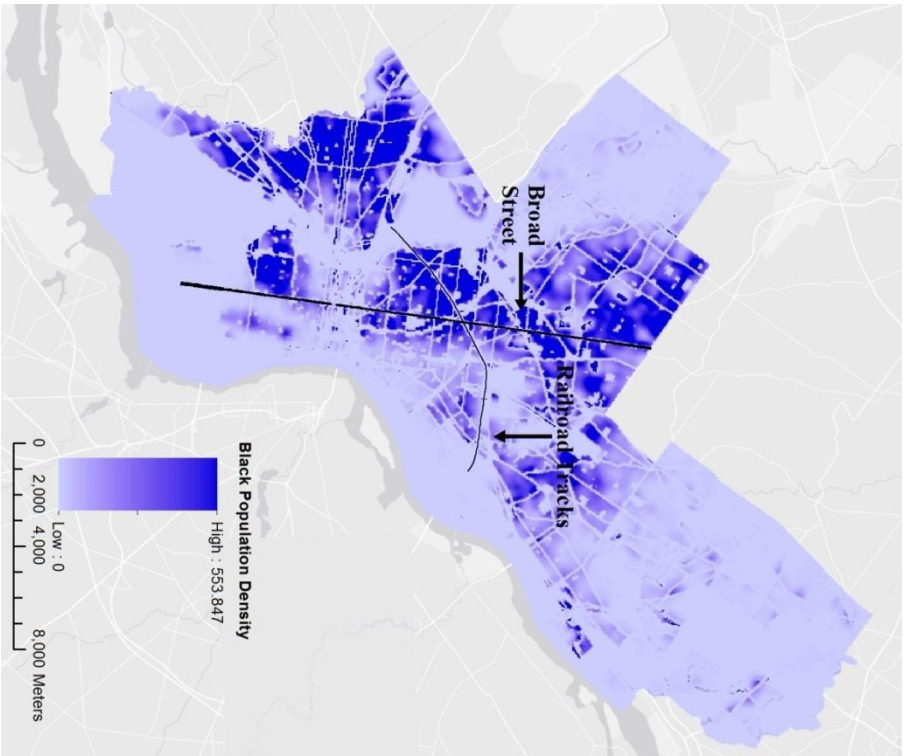 Broad
Street
Railroad Tracks
Black Population Density
High : 553.847
Low : 0
0 2,000 4,000 8,000 Meters